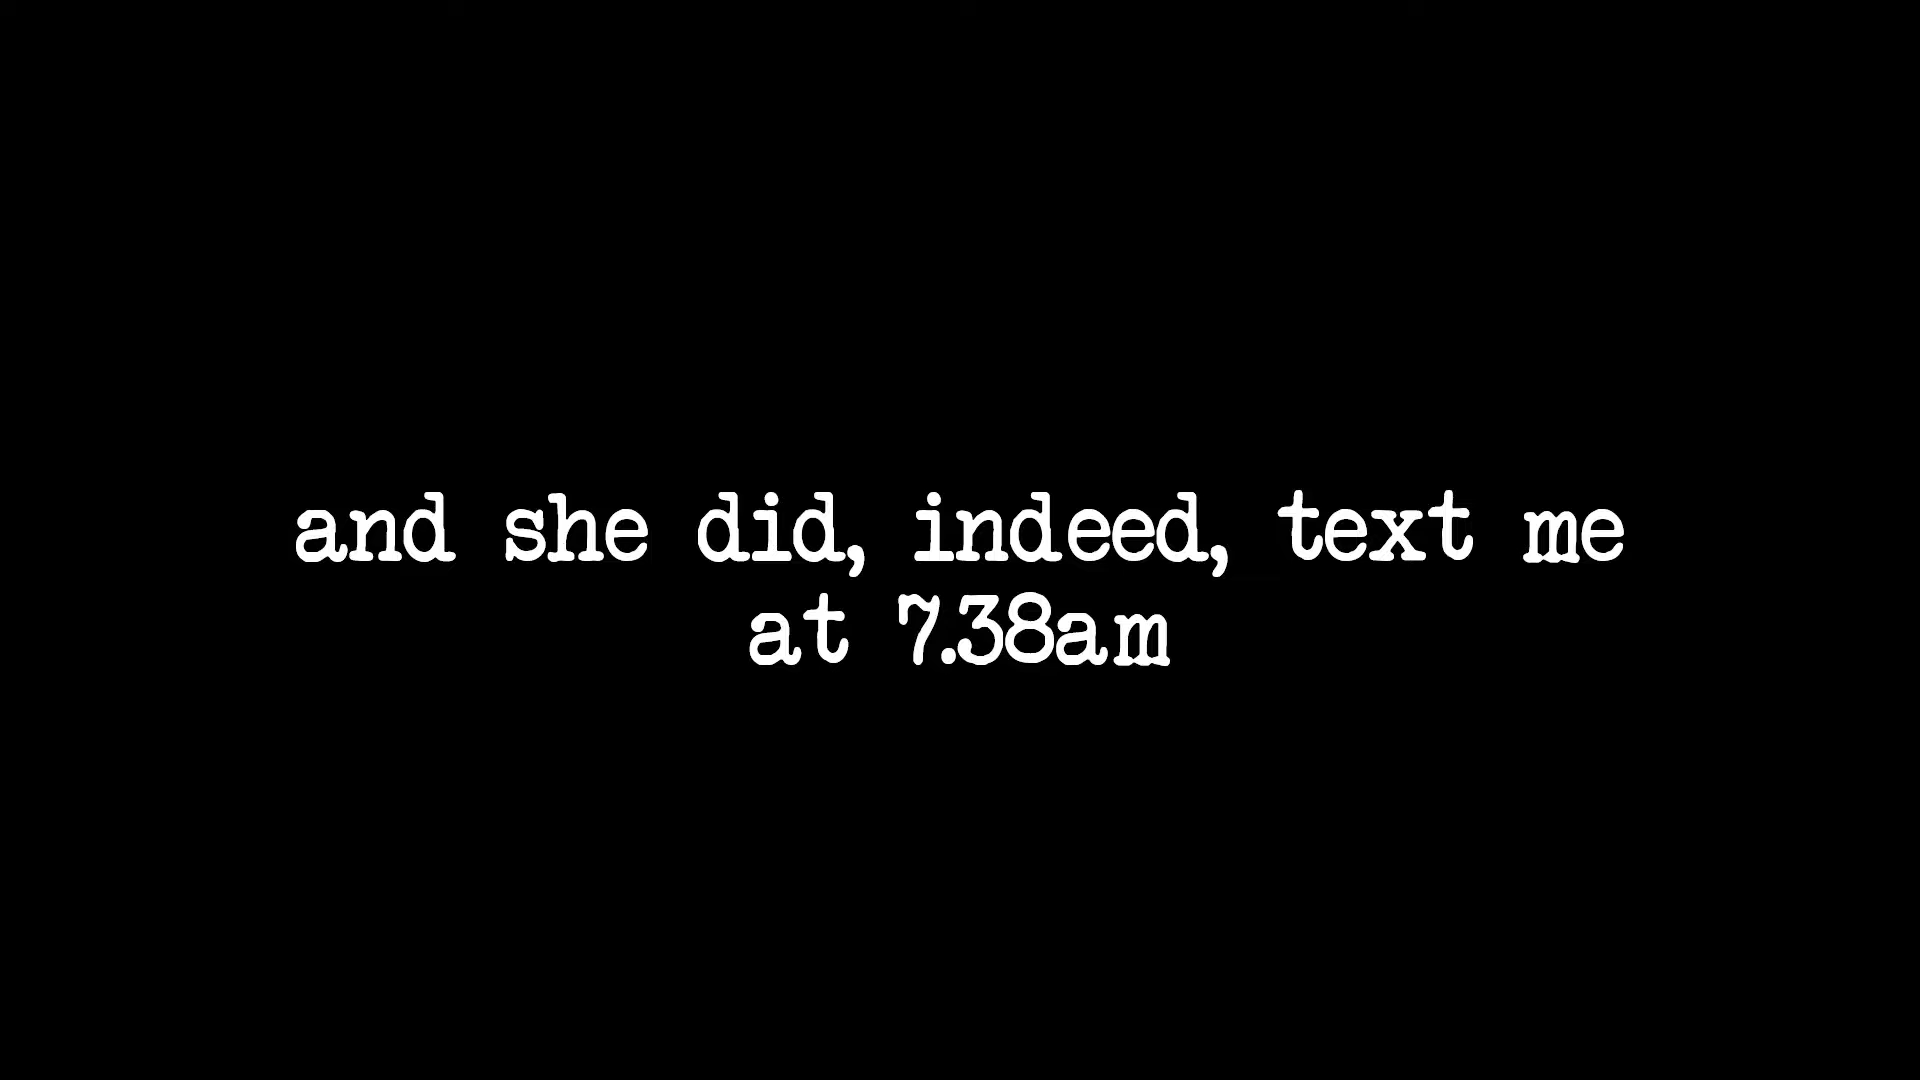 and she did, indeed, text me
at 7.38am